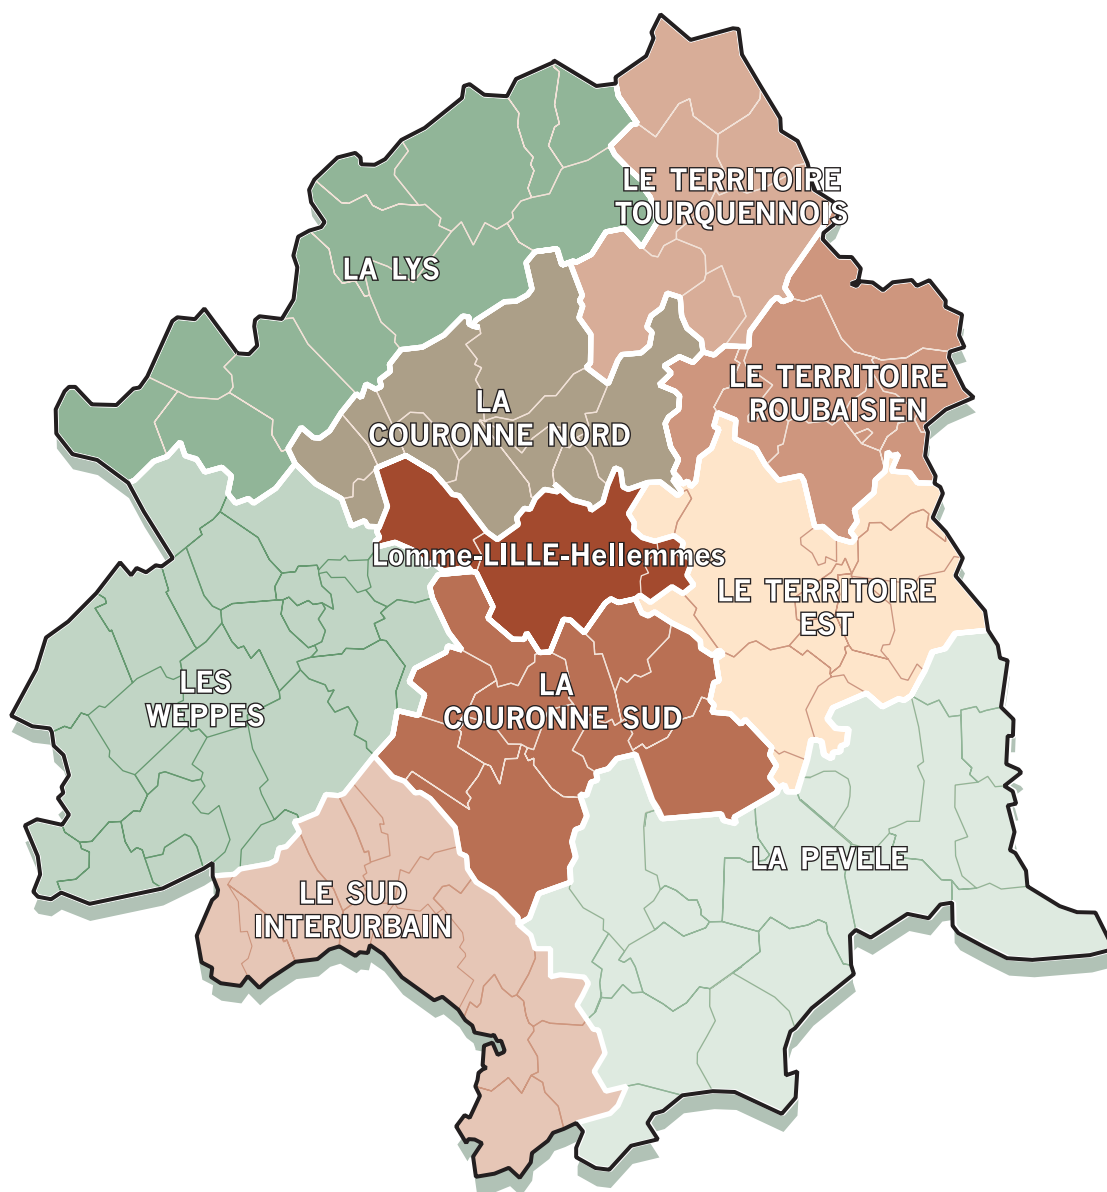 LE TERRITOIRE
TOURQUENNOIS
LA LYS
LE TERRITOIRE
ROUBAISIEN
LA
COURONNE NORD
Lomme-LILLE-Hellemmes
LE TERRITOIRE
EST
LES
WEPPES
LA
COURONNE SUD
LA PEVELE
LE SUD
INTERURBAIN